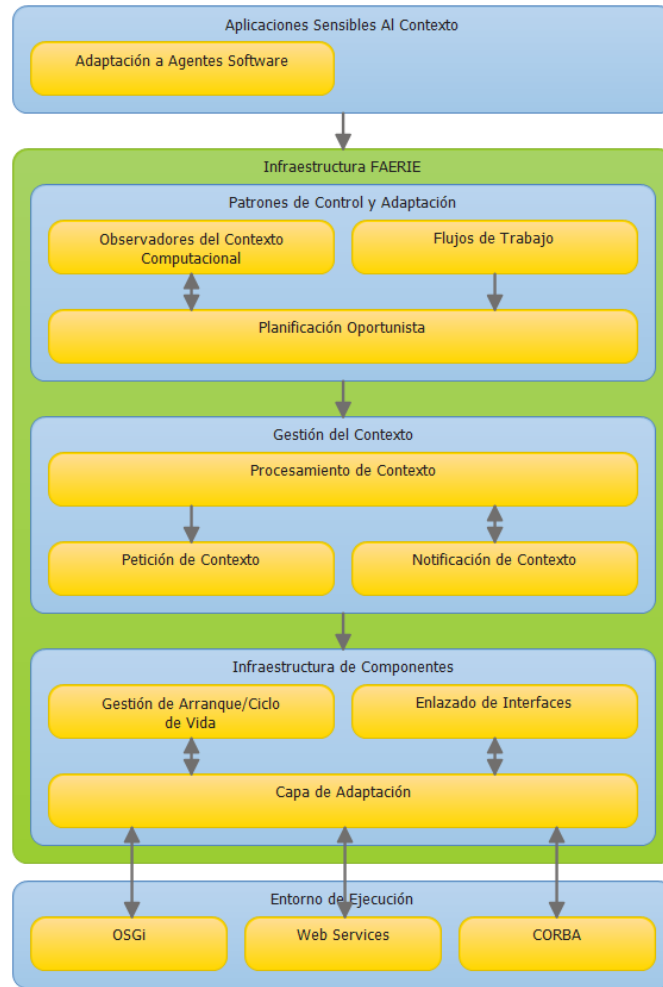 Aplicaciones Sensibles Al Contexto
Adaptación a Agentes Software
Infraestructura FAERIE
Patrones de Control y Adaptación
Observadores del Contexto
Computacional
Flujos de Trabajo
Planificación Oportunista
Gestión del Contexto
Procesamiento de Contexto
Petición de Contexto
Notificación de Contexto
Infraestructura de Componentes
Gestión de Arranque/Ciclo
de Vida
Enlazado de Interfaces
Capa de Adaptación
Entorno de Ejecución
OSGi
Web Services
CORBA